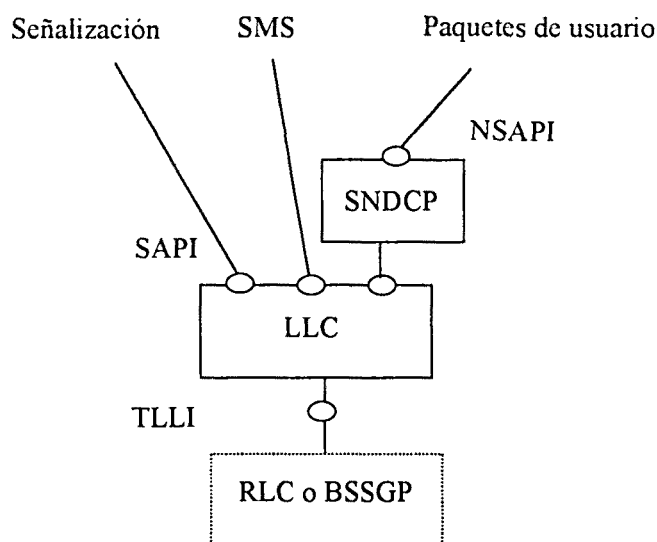 Señalización
SMS
Paquetes de usuario
NSAPI
SNDCP
SAPI
LLC
TLLI
RLC o BSSGP